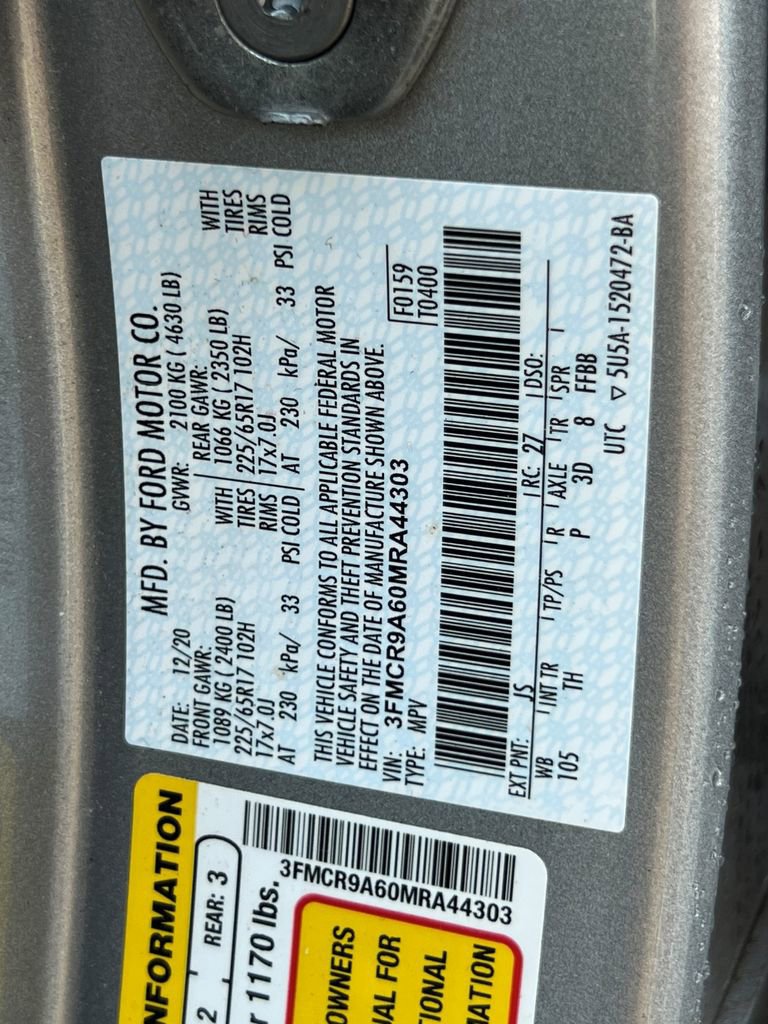 MFD. BY FORD MOTOR CO.
DATE: 12/20 GVWR: 2100 KG ( 4630 LB)
FRONT GAWR: REAR GAWR:
1089 KG ( 2400 LB) WITH 1066 KG ( 2350 LB) WITH
225/65R17 102H TIRES 225/65R17 102H TIRES
17x7.0J RIMS 17x7.0J RIMS
AT 230 kPa/ 33 PSI COLD AT 230 kPa/ 33 PSI COLD
THIS VEHICLE CONFORMS TO ALL APPLICABLE FEDERAL MOTOR
VEHICLE SAFETY AND THEFT PREVENTION STANDARDS IN
EFFECT ON THE DATE OF MANUFACTURE SHOWN ABOVE.
VIN: 3FMCR9A60MRA44303 F0159
TYPE: MPV T0400
EXT PNT: JS RC: 27 DSO:
WB INT TR TP/PS R AXLE TR SPR
105 TH P 3D 8 FFBB
UTC ▽ 5U5A-1520472-BA
NFORMATION
2 REAR: 3
r 1170 lbs.
3FMCR9A60MRA44303
OWNERS
UAL FOR
TIONAL
MATION